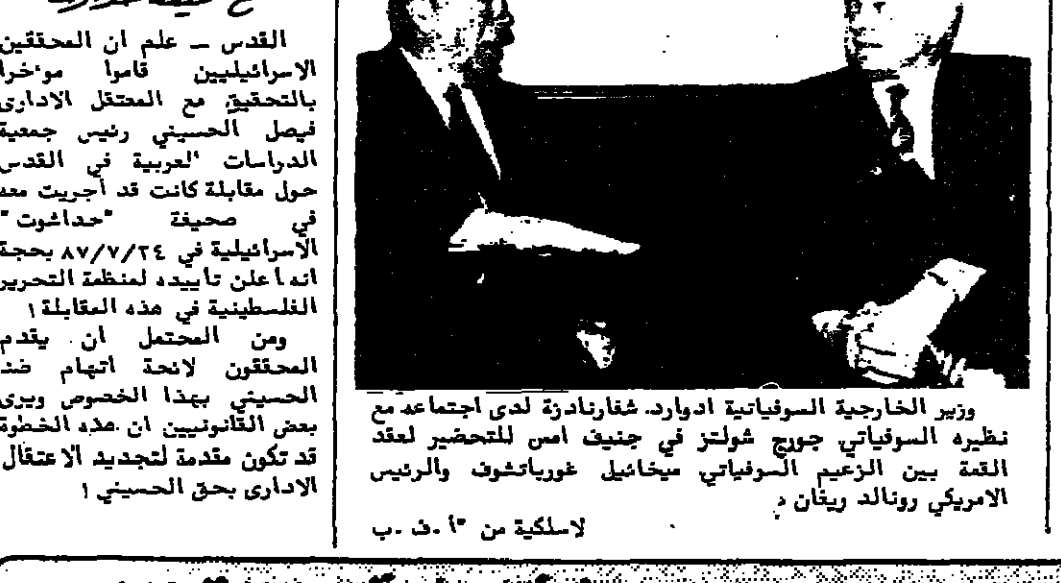 القدس ــ علم ان المحققين
الاسرائيليين قاموا موءخرا
بالتحقيق مع المعتقل الادارى
فيصل الحسيني رئيس جمعية
الدراسات العربية في القدس
حول مقابلة كانت قد أجريت معه
في صحيفة "حداشوت"
الاسرائيلية في ٨٧/٧/٢٤ بحجة
انه أعلن تأييده لمنظمة التحرير
الفلسطينية في هذه المقابلة !
ومن المحتمل ان يقدم
المحققون لائحة اتهام ضد
الحسيني بهذا الخصوص ويرى
بعض القانونيين ان هذه الخطوة
قد تكون مقدمة لتجديد الاعتقال
الادارى بحق الحسيني !
وزير الخارجية السوفياتية ادوارد شفارنادزة لدى اجتماعه مع
نظيره السوفياتي جورج شولتز في جنيف امس للتحضير لعقد
القمة بين الزعيم السوفياتي ميخائيل غورباتشوف والرئيس
الامريكي رونالد ريغان
لاسلكية من "أ .ف .ب